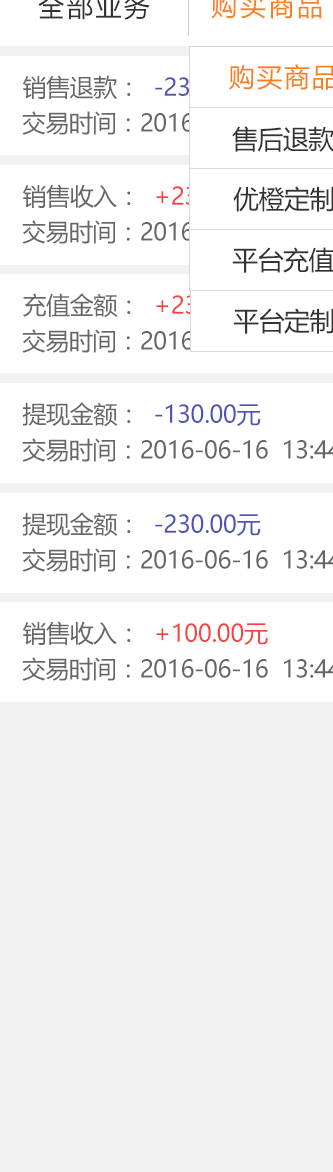 全部业务
购买商品
销售退款： -23
交易时间：2016
销售收入： +23
交易时间：2016
充值金额： +23
交易时间：2016
购买商品
售后退款
优橙定制
平台充值
平台定制
提现金额： -130.00元
交易时间：2016-06-16 13:44
提现金额： -230.00元
交易时间：2016-06-16 13:44
销售收入： +100.00元
交易时间：2016-06-16 13:44